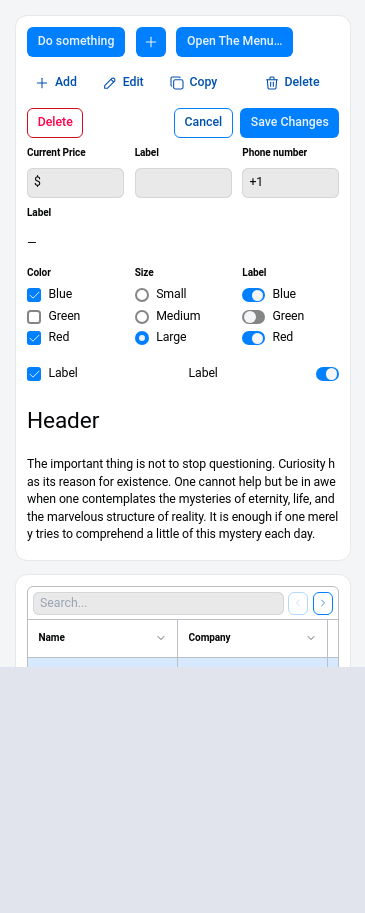 Do something + Open The Menu...
Add Edit Copy Delete
Delete Cancel Save Changes
Current Price Label Phone number
$ +1
Label
—
Color Size Label
Blue Small Blue
Green Medium Green
Red Large Red
Label Label
Header
The important thing is not to stop questioning. Curiosity h
as its reason for existence. One cannot help but be in awe
when one contemplates the mysteries of eternity, life, and
the marvelous structure of reality. It is enough if one merel
y tries to comprehend a little of this mystery each day.
Search...
Name Company